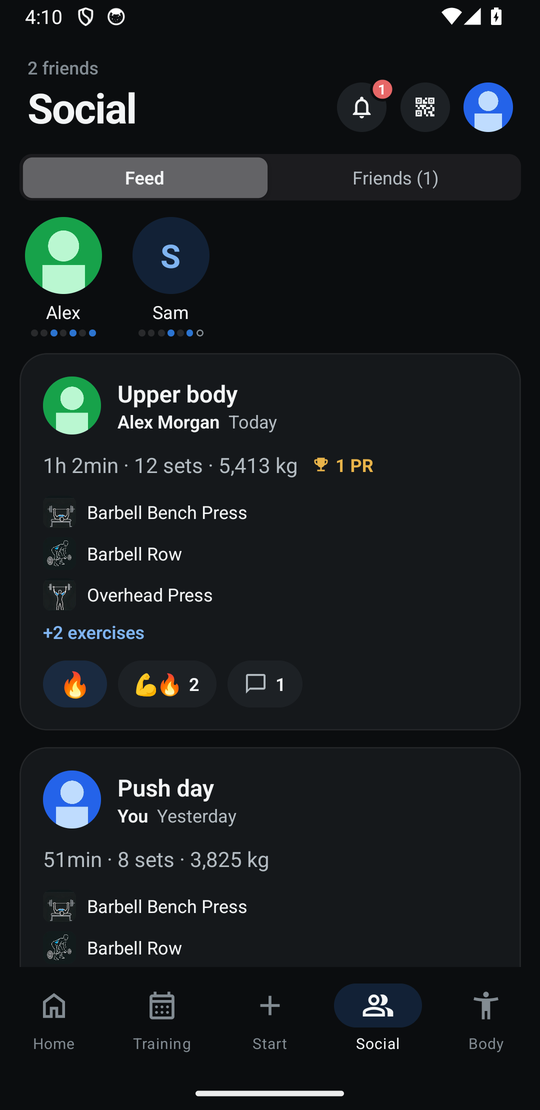 4:10
2 friends
Social
1
Feed
Friends (1)
S
Alex
Sam
Upper body
Alex Morgan Today
1h 2min · 12 sets · 5,413 kg 1 PR
Barbell Bench Press
Barbell Row
Overhead Press
+2 exercises
🔥 💪🔥 2 1
Push day
You Yesterday
51min · 8 sets · 3,825 kg
Barbell Bench Press
Barbell Row
Home
Training
Start
Social
Body